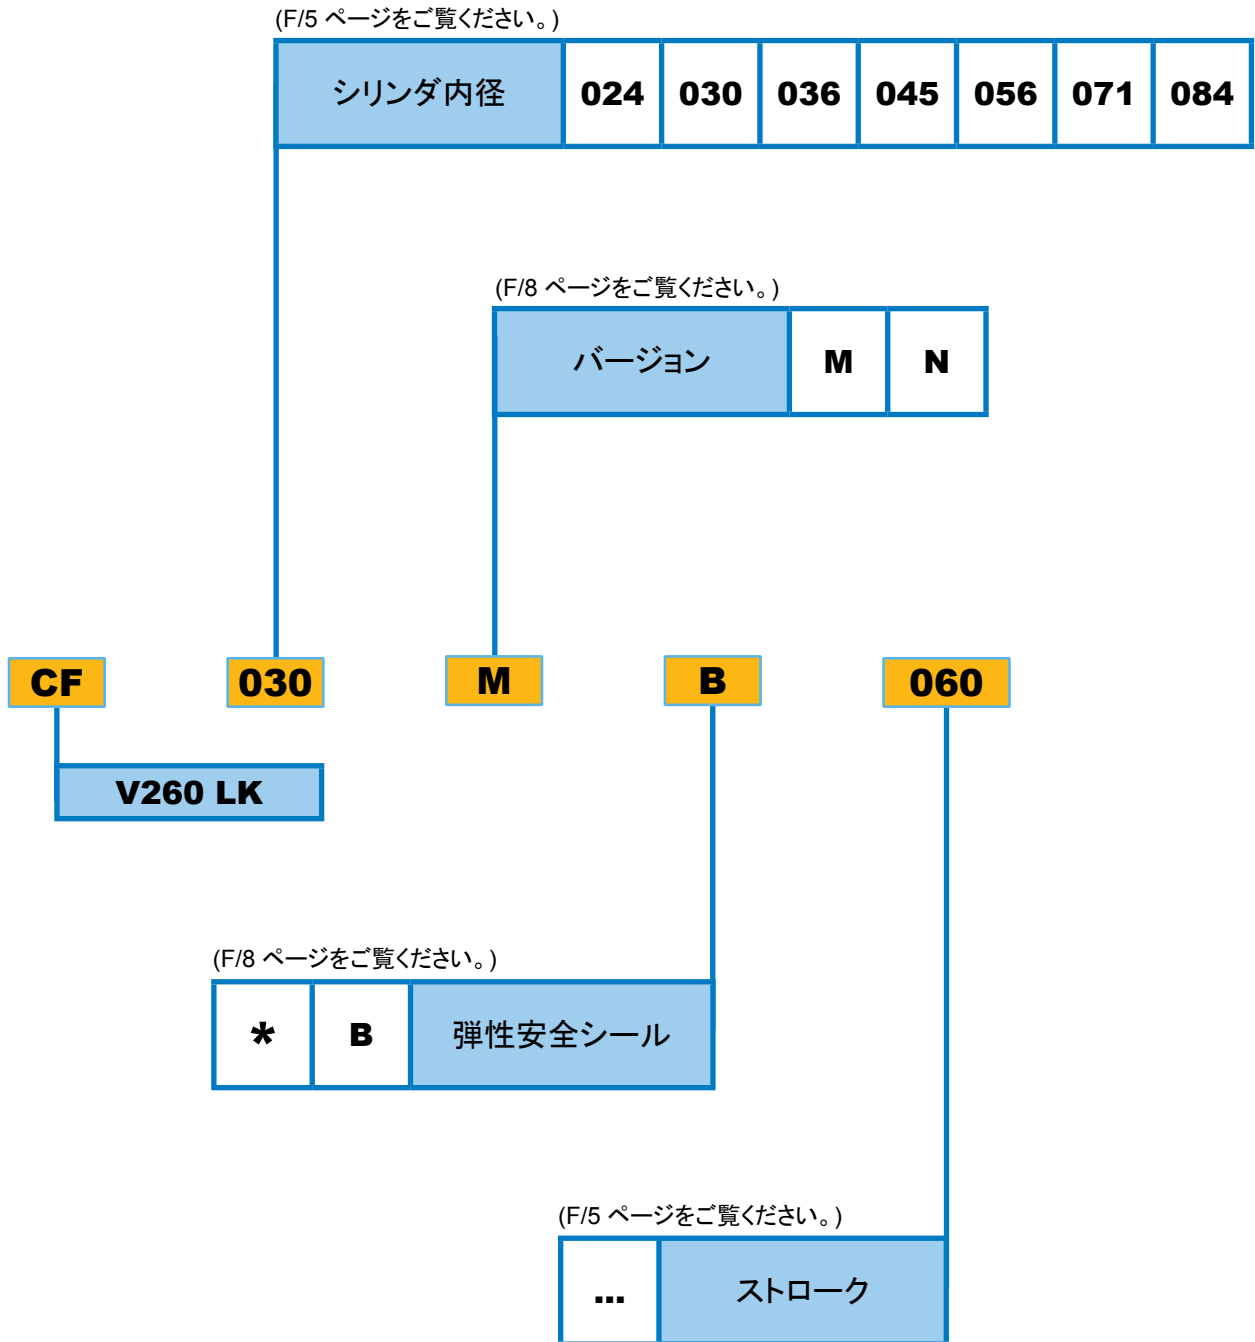 (F/5 ページをご覧ください。)
シリンダ内径 024 030 036 045 056 071 084
(F/8 ページをご覧ください。)
バージョン M N
CF 030 M B 060
V260 LK
(F/8 ページをご覧ください。)
* B 弾性安全シール
(F/5 ページをご覧ください。)
... ストローク